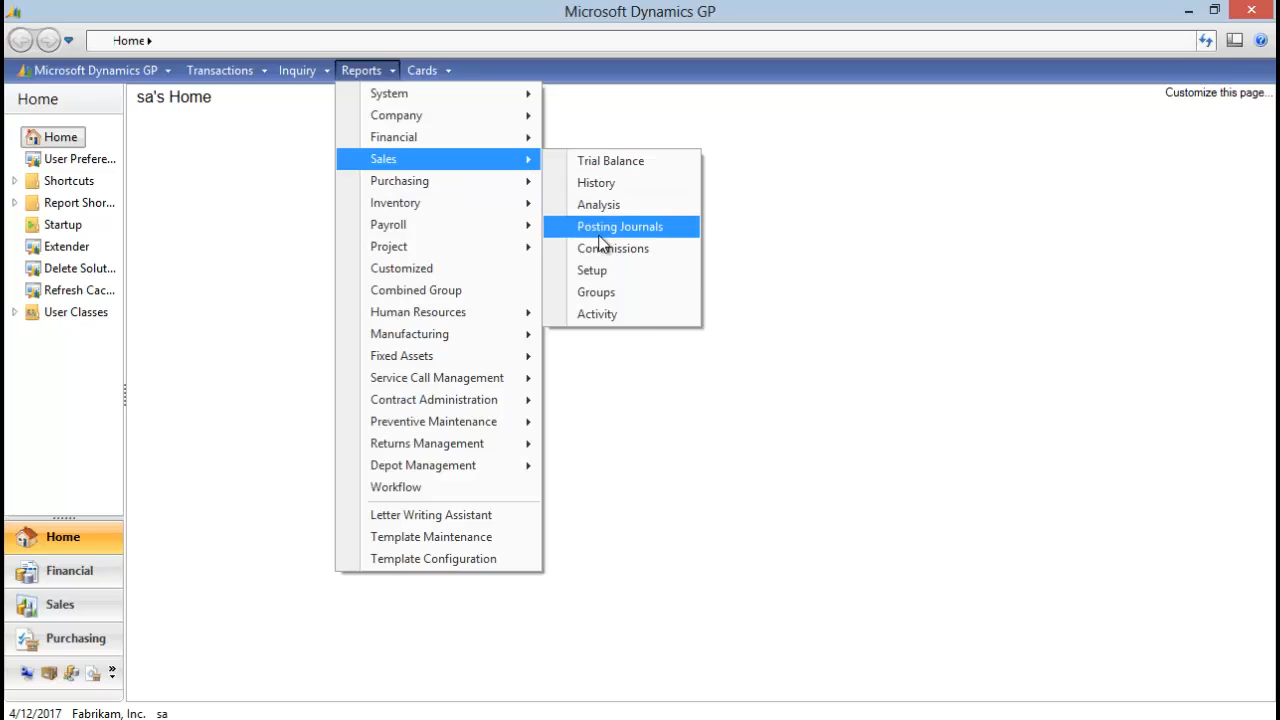 Microsoft Dynamics GP
Home
Microsoft Dynamics GP
Transactions
Inquiry
Reports
Cards
Home
sa's Home
Customize this page...
Home
User Prefere...
Shortcuts
Report Shor...
Startup
Extender
Delete Solut...
Refresh Cac...
User Classes
System
Company
Financial
Sales
Purchasing
Inventory
Payroll
Project
Customized
Combined Group
Human Resources
Manufacturing
Fixed Assets
Service Call Management
Contract Administration
Preventive Maintenance
Returns Management
Depot Management
Workflow
Letter Writing Assistant
Template Maintenance
Template Configuration
Trial Balance
History
Analysis
Posting Journals
Commissions
Setup
Groups
Activity
Home
Financial
Sales
Purchasing
4/12/2017 Fabrikam, Inc. sa